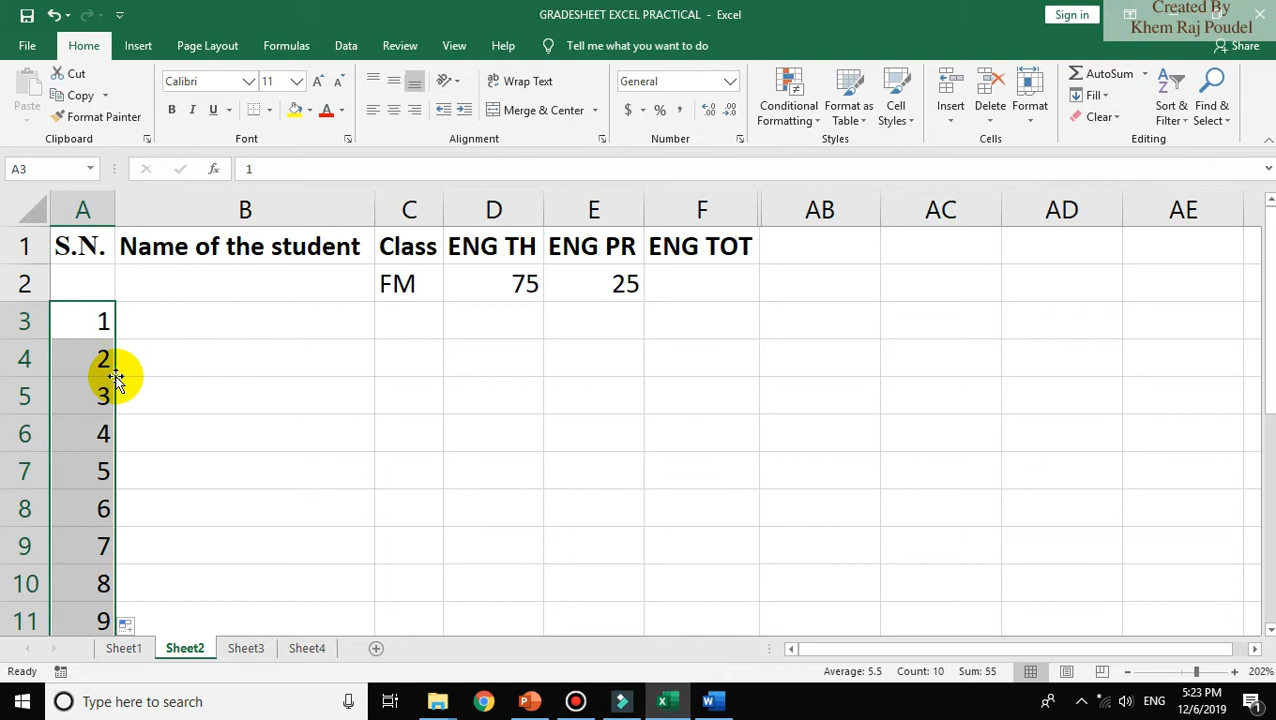 GRADESHEET EXCEL PRACTICAL - Excel
Sign in
Created By
Khem Raj Poudel
File Home Insert Page Layout Formulas Data Review View Help Tell me what you want to do Share
Paste
Cut
Copy
Format Painter
Clipboard
Calibri 11
B I U
Font
Wrap Text
Merge & Center
Alignment
General
$ % ,
Number
Conditional Formatting
Format as Table
Cell Styles
Styles
Insert Delete Format
Cells
AutoSum
Fill
Clear
Sort & Filter
Find & Select
Editing
A3 fx 1
A B C D E F AB AC AD AE
1 S.N. Name of the student Class ENG TH ENG PR ENG TOT
2 FM 75 25
3 1
4 2
5 3
6 4
7 5
8 6
9 7
10 8
11 9
Sheet1 Sheet2 Sheet3 Sheet4
Ready Average: 5.5 Count: 10 Sum: 55 202%
Type here to search
ENG
5:23 PM
12/6/2019
1